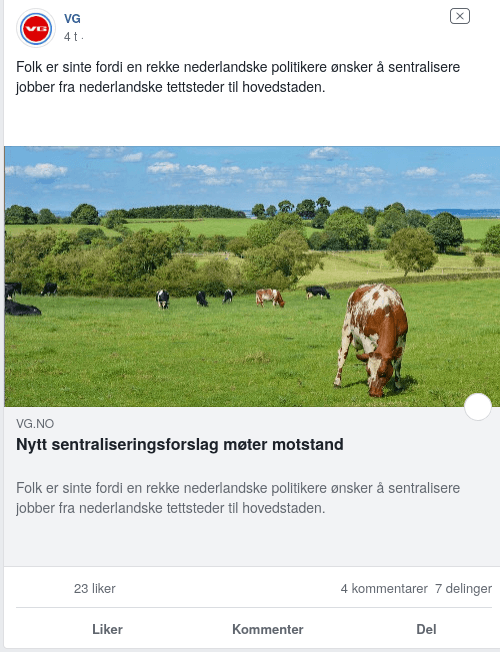 VG
4 t ·
VG
Folk er sinte fordi en rekke nederlandske politikere ønsker å sentralisere
jobber fra nederlandske tettsteder til hovedstaden.
VG.NO
Nytt sentraliseringsforslag møter motstand
Folk er sinte fordi en rekke nederlandske politikere ønsker å sentralisere
jobber fra nederlandske tettsteder til hovedstaden.
23 liker
4 kommentarer 7 delinger
Liker Kommenter Del